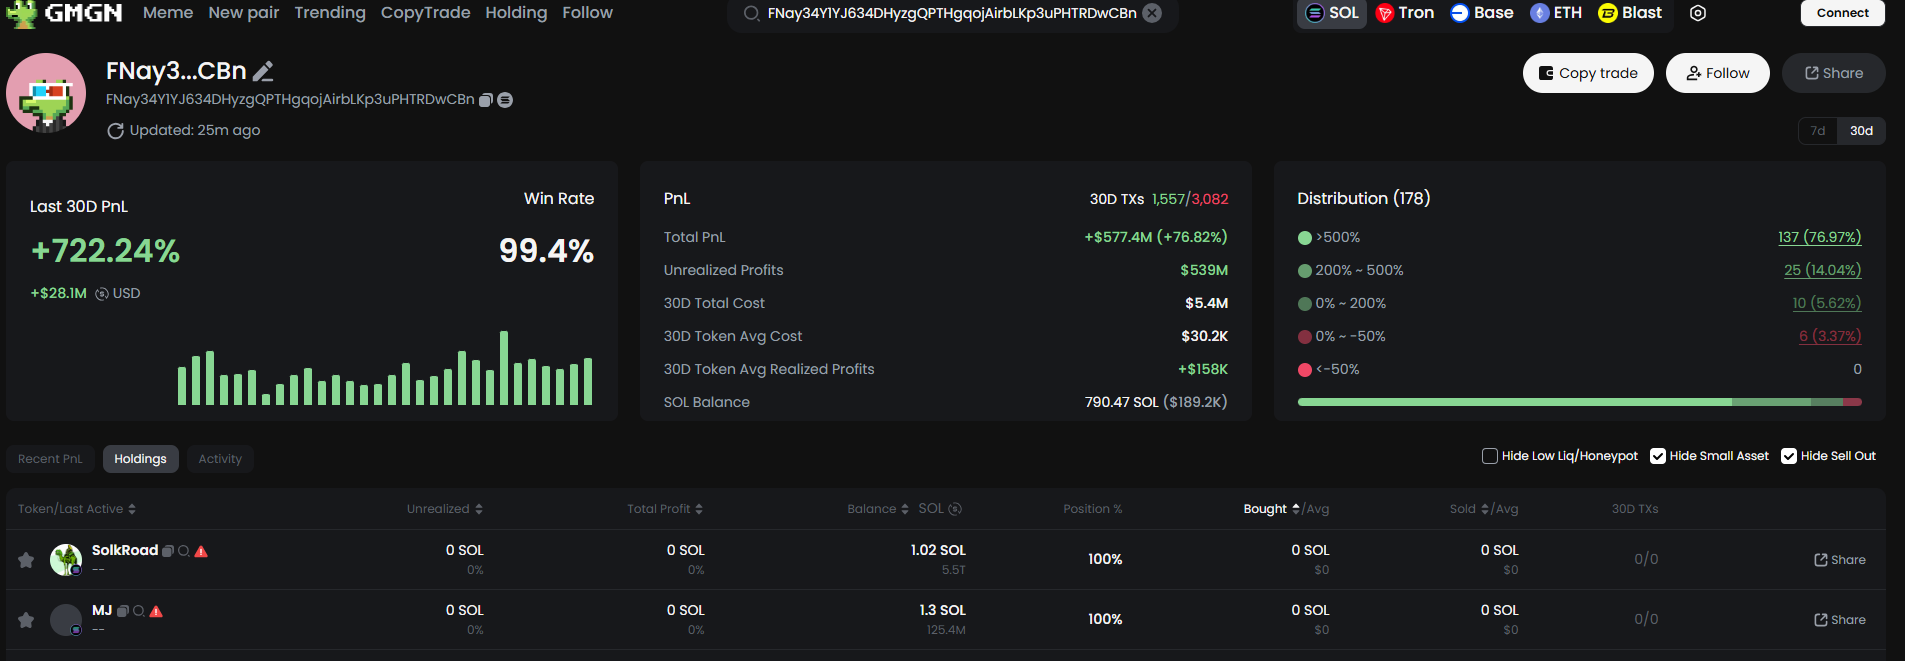 GMGN Meme New pair Trending CopyTrade Holding Follow FNay34Y1YJ634DHyzgQPTHgqojAirbLKp3uPHTRDwCBn SOL Tron Base ETH Blast Connect
FNay3...CBn
FNay34Y1YJ634DHyzgQPTHgqojAirbLKp3uPHTRDwCBn
Updated: 25m ago
Copy trade Follow Share
7d 30d
Last 30D PnL Win Rate
+722.24% 99.4%
+$28.1M USD
PnL 30D TXs 1,557/3,082
Total PnL +$577.4M (+76.82%)
Unrealized Profits $539M
30D Total Cost $5.4M
30D Token Avg Cost $30.2K
30D Token Avg Realized Profits +$158K
SOL Balance 790.47 SOL ($189.2K)
Distribution (178)
>500% 137 (76.97%)
200% ~ 500% 25 (14.04%)
0% ~ 200% 10 (5.62%)
0% ~ -50% 6 (3.37%)
<-50% 0
Recent PnL Holdings Activity Hide Low Liq/Honeypot Hide Small Asset Hide Sell Out
Token/Last Active Unrealized Total Profit Balance SOL Position % Bought /Avg Sold /Avg 30D TXs
SolkRoad 0 SOL 0 SOL 1.02 SOL 100% 0 SOL 0 SOL 0/0 Share
-- 0% 0% 5.5T $0 $0
MJ 0 SOL 0 SOL 1.3 SOL 100% 0 SOL 0 SOL 0/0 Share
-- 0% 0% 125.4M $0 $0